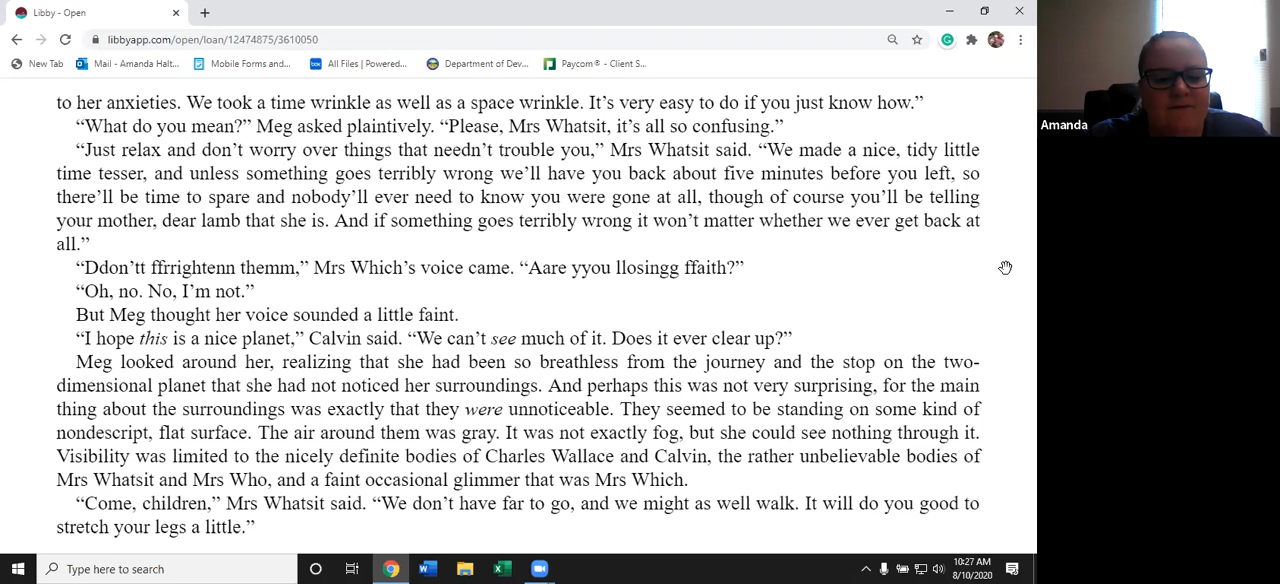 Libby - Open
libbyapp.com/open/loan/12474875/3610050
New Tab
Mail - Amanda Halt...
Mobile Forms and...
box
All Files | Powered...
Department of Dev...
Paycom® - Client S...
to her anxieties. We took a time wrinkle as well as a space wrinkle. It’s very easy to do if you just know how.”
“What do you mean?” Meg asked plaintively. “Please, Mrs Whatsit, it’s all so confusing.”
“Just relax and don’t worry over things that needn’t trouble you,” Mrs Whatsit said. “We made a nice, tidy little
time tesser, and unless something goes terribly wrong we’ll have you back about five minutes before you left, so
there’ll be time to spare and nobody’ll ever need to know you were gone at all, though of course you’ll be telling
your mother, dear lamb that she is. And if something goes terribly wrong it won’t matter whether we ever get back at
all.”
“Ddon’tt ffrrightenn themm,” Mrs Which’s voice came. “Aare yyou llosingg ffaith?”
“Oh, no. No, I’m not.”
But Meg thought her voice sounded a little faint.
“I hope this is a nice planet,” Calvin said. “We can’t see much of it. Does it ever clear up?”
Meg looked around her, realizing that she had been so breathless from the journey and the stop on the two-
dimensional planet that she had not noticed her surroundings. And perhaps this was not very surprising, for the main
thing about the surroundings was exactly that they were unnoticeable. They seemed to be standing on some kind of
nondescript, flat surface. The air around them was gray. It was not exactly fog, but she could see nothing through it.
Visibility was limited to the nicely definite bodies of Charles Wallace and Calvin, the rather unbelievable bodies of
Mrs Whatsit and Mrs Who, and a faint occasional glimmer that was Mrs Which.
“Come, children,” Mrs Whatsit said. “We don’t have far to go, and we might as well walk. It will do you good to
stretch your legs a little.”
Amanda
Type here to search
10:27 AM
8/10/2020